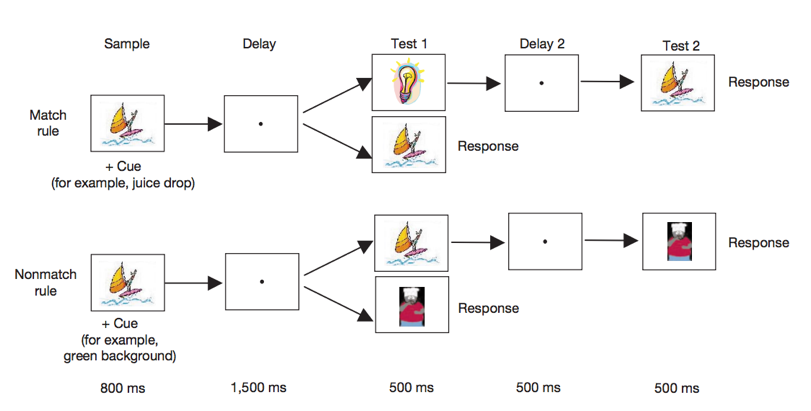 Sample
Delay
Test 1
Delay 2
Test 2
Match
rule
+ Cue
(for example, juice drop)
Response
Response
Nonmatch
rule
+ Cue
(for example,
green background)
Response
Response
800 ms
1,500 ms
500 ms
500 ms
500 ms